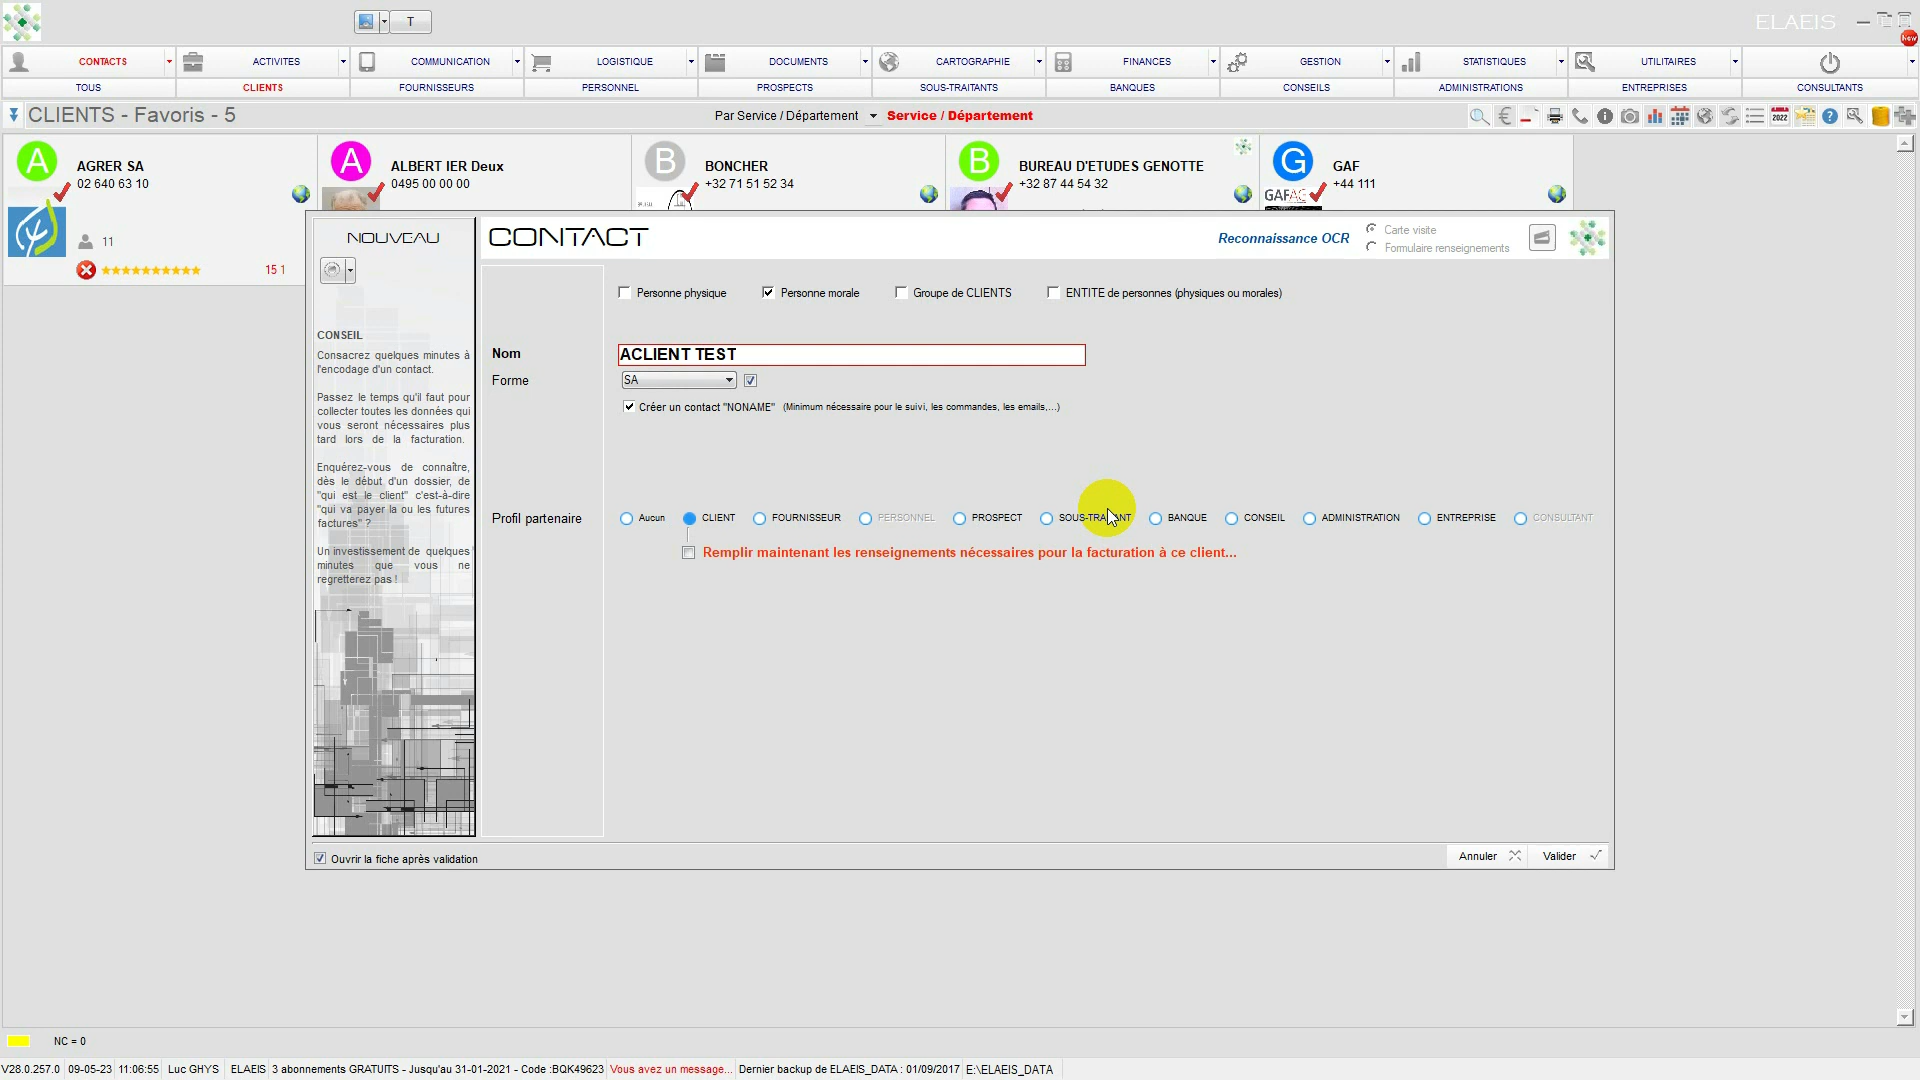 T
ELAEIS
New
CONTACTS ACTIVITES COMMUNICATION LOGISTIQUE DOCUMENTS CARTOGRAPHIE FINANCES GESTION STATISTIQUES UTILITAIRES
TOUS CLIENTS FOURNISSEURS PERSONNEL PROSPECTS SOUS-TRAITANTS BANQUES CONSEILS ADMINISTRATIONS ENTREPRISES CONSULTANTS
CLIENTS - Favoris - 5
Par Service / Département Service / Département
2022
A AGRER SA
02 640 63 10
11
15 1
A ALBERT IER Deux
0495 00 00 00
B BONCHER
+32 71 51 52 34
B BUREAU D'ETUDES GENOTTE
+32 87 44 54 32
G GAF
+44 111
NOUVEAU
CONTACT
Reconnaissance OCR
Carte visite
Formulaire renseignements
CONSEIL
Consacrez quelques minutes à
l'encodage d'un contact.
Passez le temps qu'il faut pour
collecter toutes les données qui
vous seront nécessaires plus
tard lors de la facturation.
Enquérez-vous de connaître,
dès le début d'un dossier, de
"qui est le client" c'est-à-dire
"qui va payer la ou les futures
factures" ?
Un investissement de quelques
minutes que vous ne
regretterez pas !
Personne physique Personne morale Groupe de CLIENTS ENTITE de personnes (physiques ou morales)
Nom ACLIENT TEST
Forme SA
Créer un contact "NONAME" (Minimum nécessaire pour le suivi, les commandes, les emails,...)
Profil partenaire Aucun CLIENT FOURNISSEUR PERSONNEL PROSPECT SOUS-TRAITANT BANQUE CONSEIL ADMINISTRATION ENTREPRISE CONSULTANT
Remplir maintenant les renseignements nécessaires pour la facturation à ce client...
Ouvrir la fiche après validation
Annuler Valider
NC = 0
V28.0.257.0 09-05-23 11:06:55 Luc GHYS ELAEIS 3 abonnements GRATUITS - Jusqu'au 31-01-2021 - Code :BQK49623 Vous avez un message... Dernier backup de ELAEIS_DATA : 01/09/2017 E:\ELAEIS_DATA